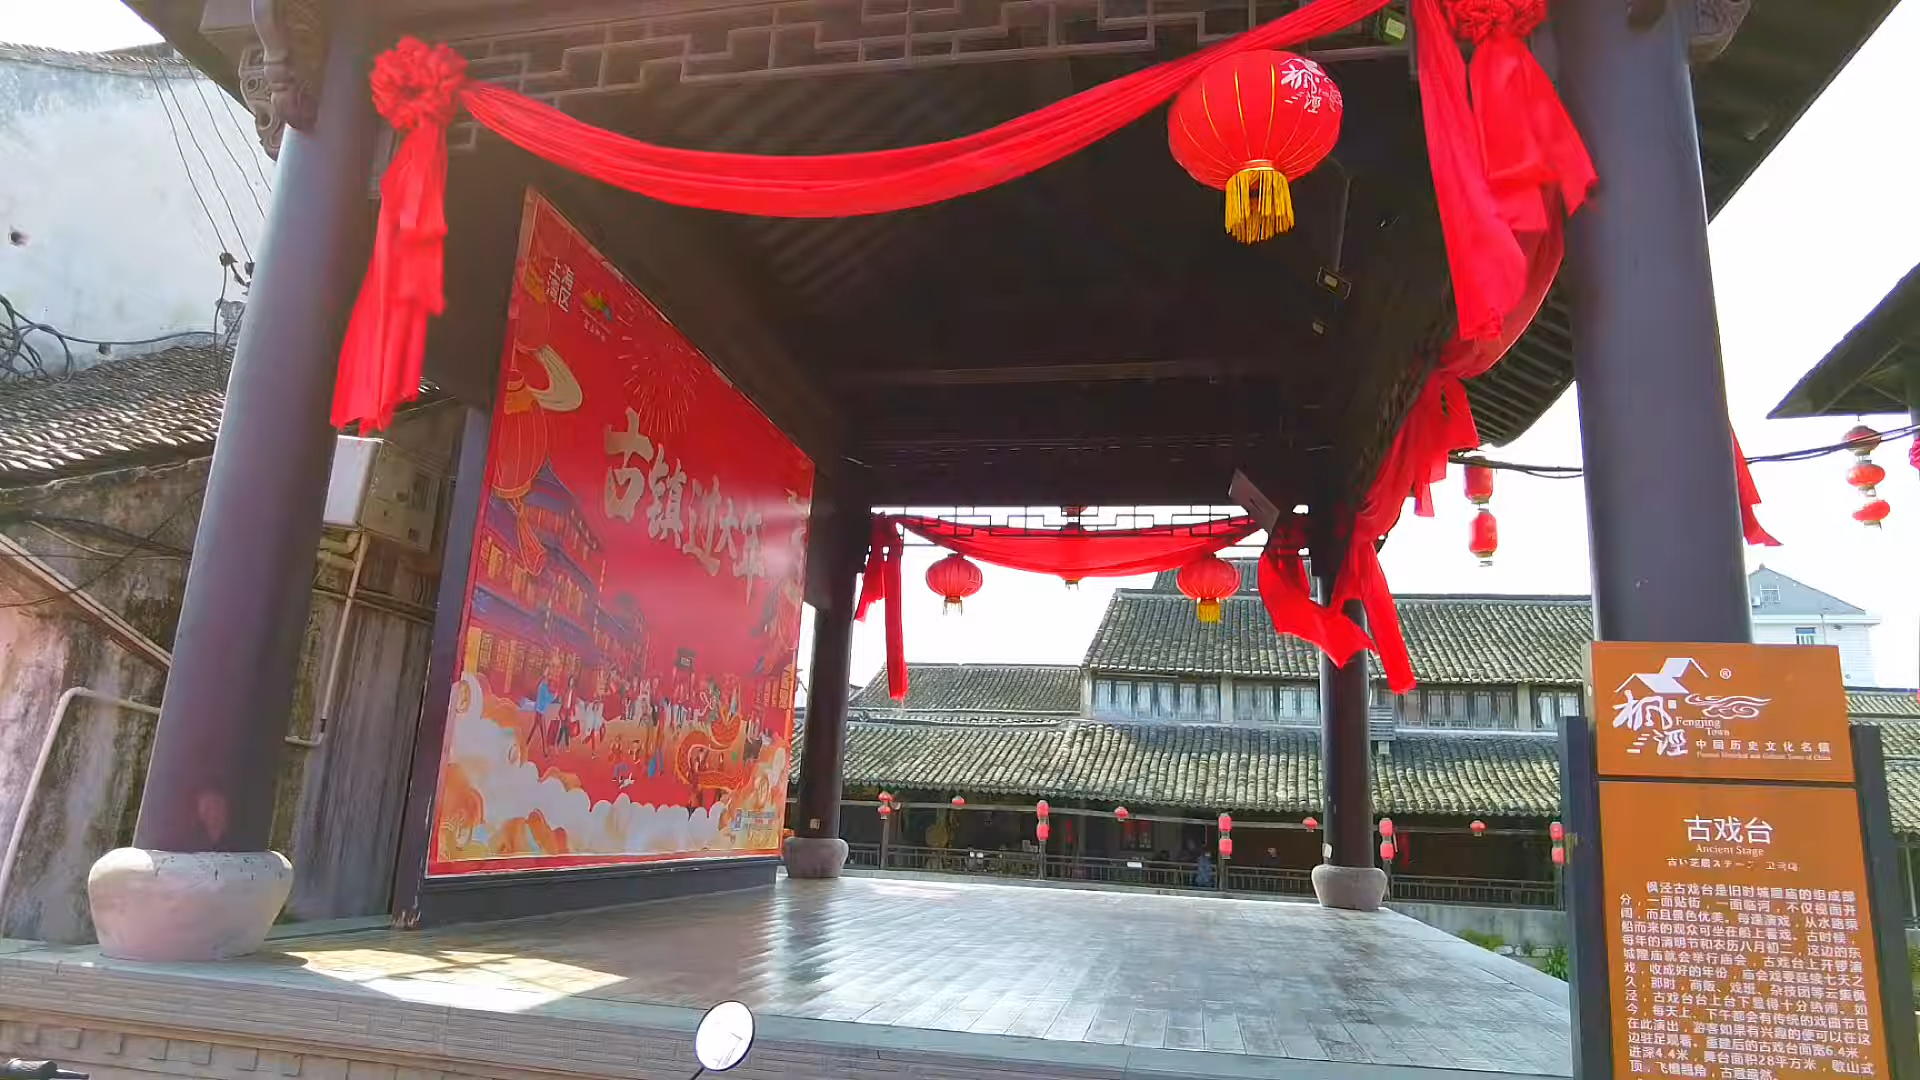 枫泾
上海
金山
古镇过大年
枫泾
®
Fengjing
Town
中国历史文化名镇
古戏台
Ancient Stage
枫泾古戏台是旧时城隍庙的组成部
分，一面贴街，一面临河，不仅视面开
阔，而且景色优美。每逢演戏，从水路乘
船而来的观众可坐在船上看戏。古时候，
每年的清明节和农历八月初二，这边的东
城隍庙就会举行庙会，古戏台上开锣演
戏，收成好的年份，庙会戏要延续七天之
久，那时，商贩、戏班、杂技团等云集枫
泾，古戏台台上台下显得十分热闹。如
今，每天上、下午都会有传统的戏曲节目
在此演出，游客如果有兴趣的便可以在这
边驻足观看。重建后的古戏台面宽6.4米，
进深4.4米，舞台面积28平方米，歇山式
顶，飞檐翘角，古意盎然。